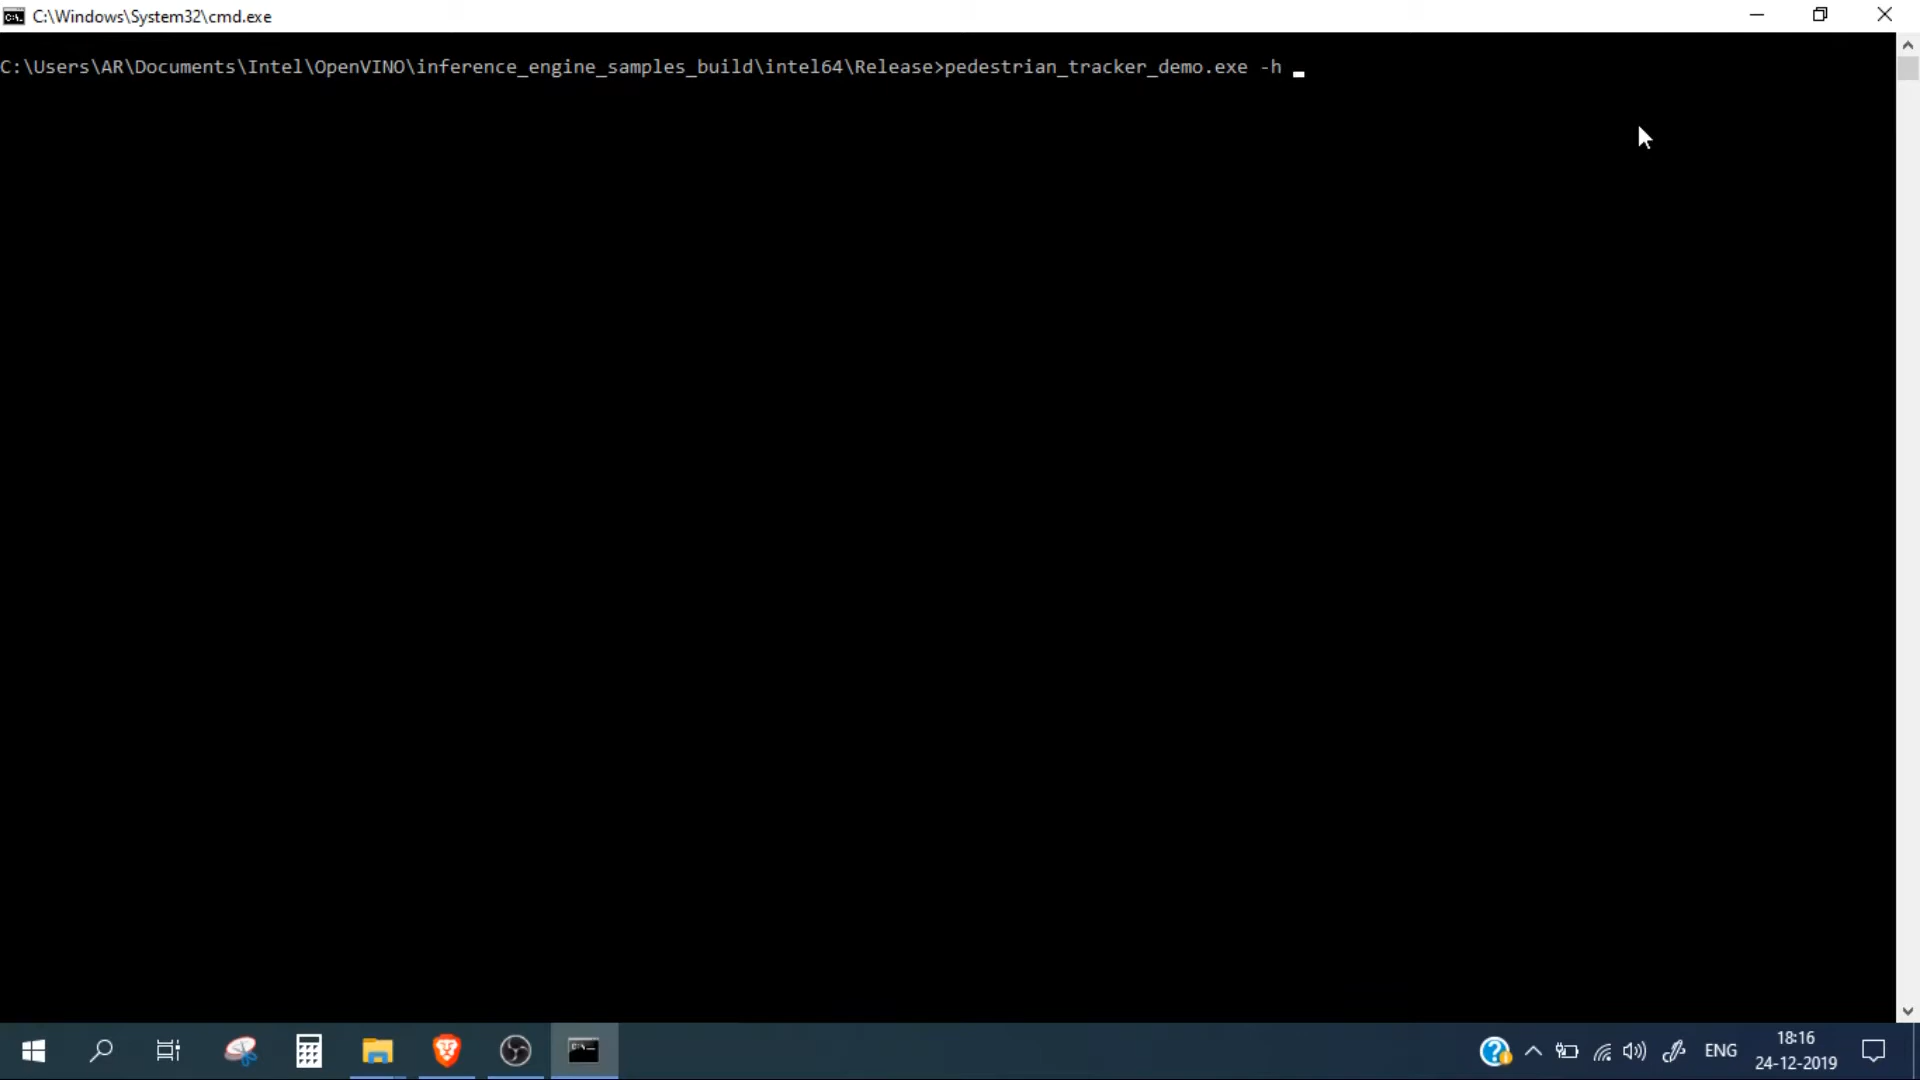 C:\Windows\System32\cmd.exe
C:\Users\AR\Documents\Intel\OpenVINO\inference_engine_samples_build\intel64\Release>pedestrian_tracker_demo.exe -h
ENG
18:16
24-12-2019